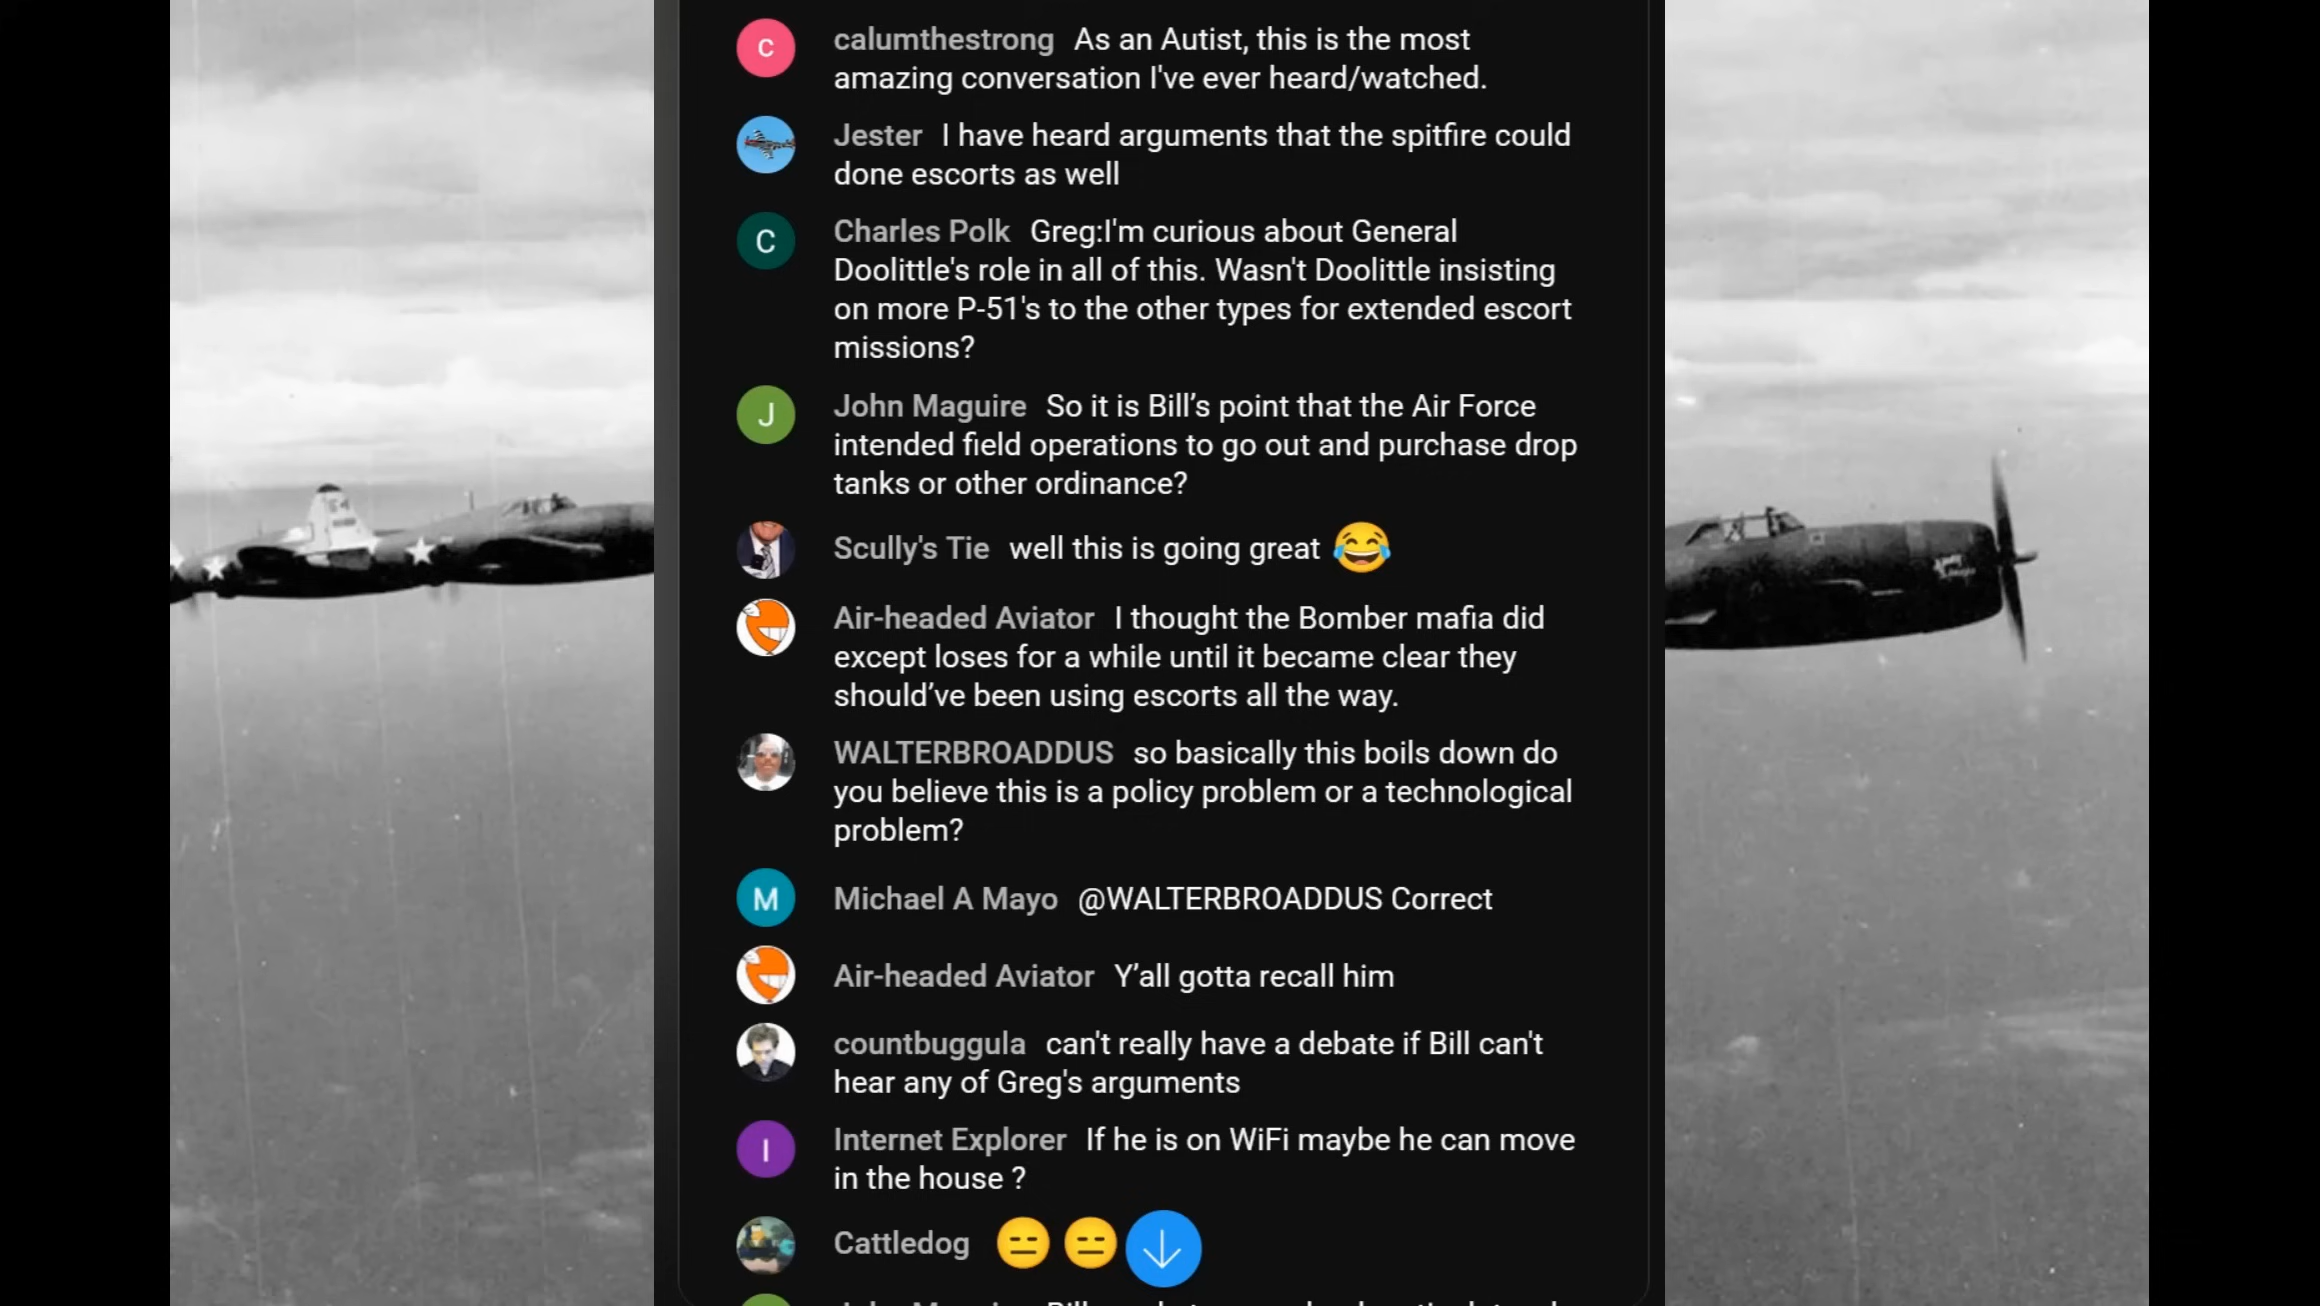 calumthestrong As an Autist, this is the most
amazing conversation I've ever heard/watched.
Jester I have heard arguments that the spitfire could
done escorts as well
C
Charles Polk Greg:I'm curious about General
Doolittle's role in all of this. Wasn't Doolittle insisting
on more P-51's to the other types for extended escort
missions?
J
John Maguire So it is Bill’s point that the Air Force
intended field operations to go out and purchase drop
tanks or other ordinance?
Scully's Tie well this is going great 😂
Air-headed Aviator I thought the Bomber mafia did
except loses for a while until it became clear they
should’ve been using escorts all the way.
WALTERBROADDUS so basically this boils down do
you believe this is a policy problem or a technological
problem?
M
Michael A Mayo @WALTERBROADDUS Correct
Air-headed Aviator Y’all gotta recall him
countbuggula can't really have a debate if Bill can't
hear any of Greg's arguments
I
Internet Explorer If he is on WiFi maybe he can move
in the house ?
Cattledog 😑 😑